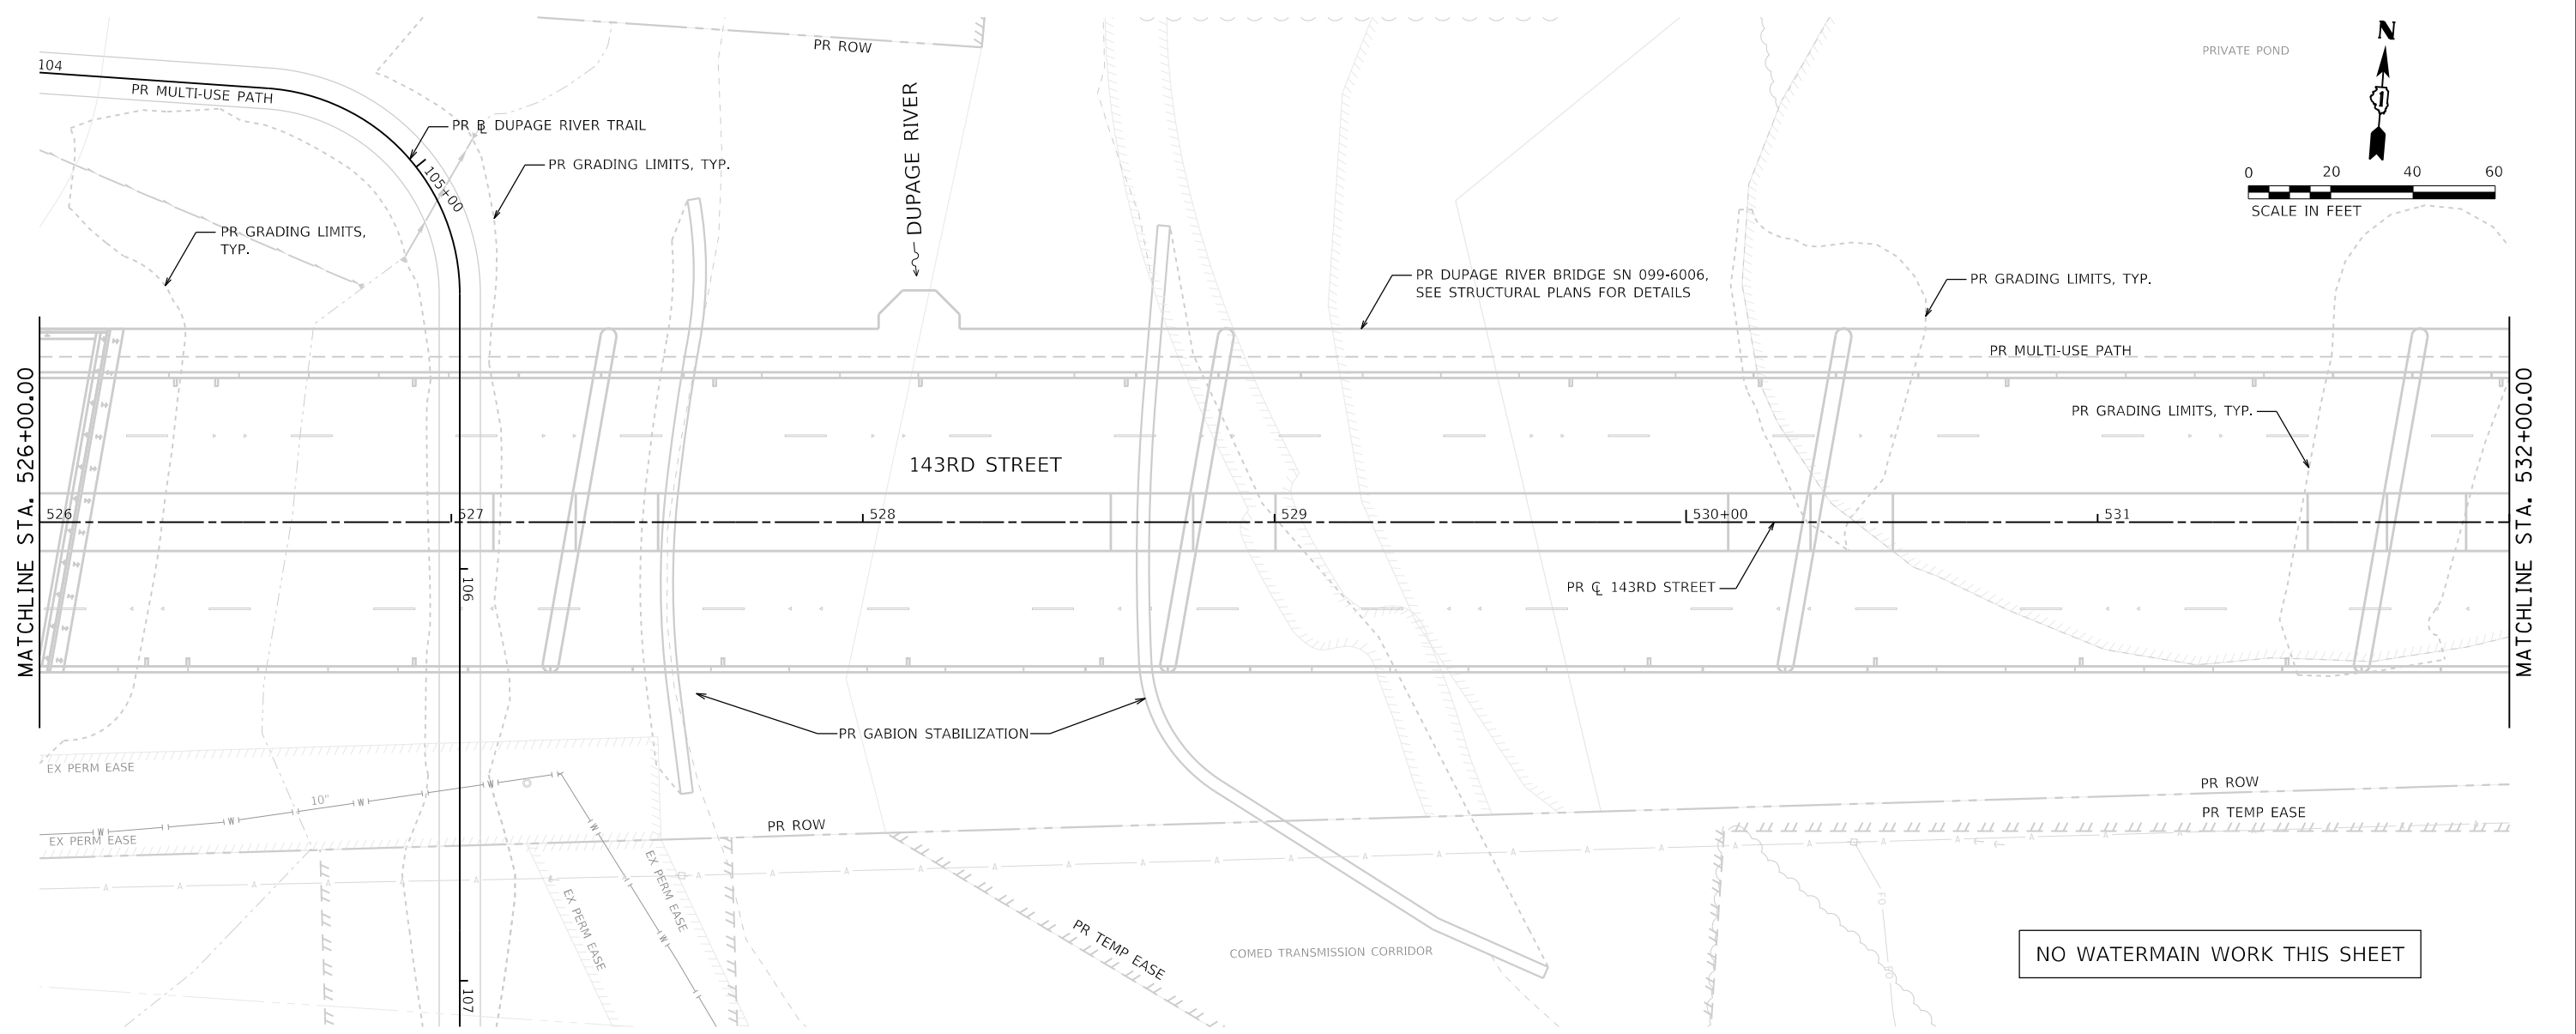 PR ROW
N
PRIVATE POND
104
PR MULTI-USE PATH
PR ℄ DUPAGE RIVER TRAIL
PR GRADING LIMITS, TYP.
105+00
DUPAGE RIVER
0 20 40 60
SCALE IN FEET
PR GRADING LIMITS,
TYP.
PR DUPAGE RIVER BRIDGE SN 099-6006,
SEE STRUCTURAL PLANS FOR DETAILS
PR GRADING LIMITS, TYP.
PR MULTI-USE PATH
PR GRADING LIMITS, TYP.
MATCHLINE STA. 526+00.00
MATCHLINE STA. 532+00.00
143RD STREET
526
527
528
529
530+00
531
106
PR ℄ 143RD STREET
PR GABION STABILIZATION
EX PERM EASE
10"
W
W
W
W
EX PERM EASE
PR ROW
PR ROW
PR TEMP EASE
W
W
EX PERM EASE
EX PERM EASE
A A A A A A A A A A A A A A A A A A A A A A A A A A A A A A A A
FO
FO
PR TEMP EASE
COMED TRANSMISSION CORRIDOR
NO WATERMAIN WORK THIS SHEET
107